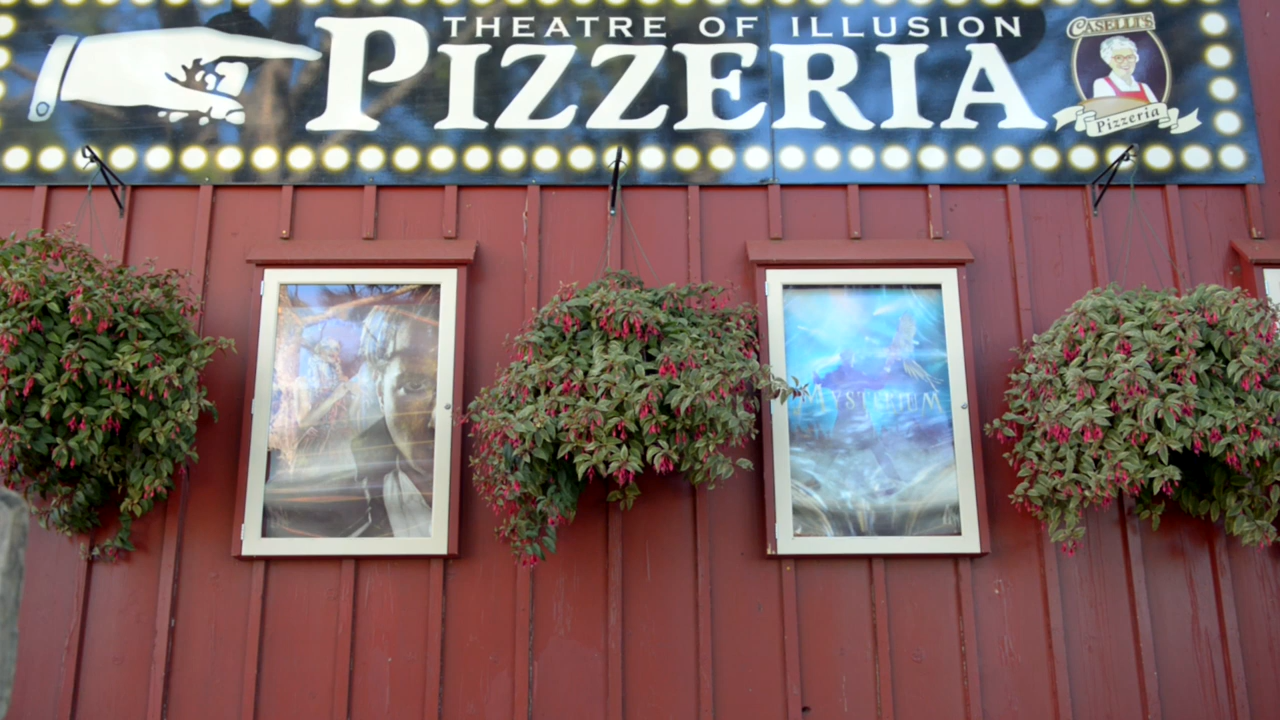 THEATRE OF ILLUSION
PIZZERIA
CASELLI'S
Pizzeria
MYSTERIUM